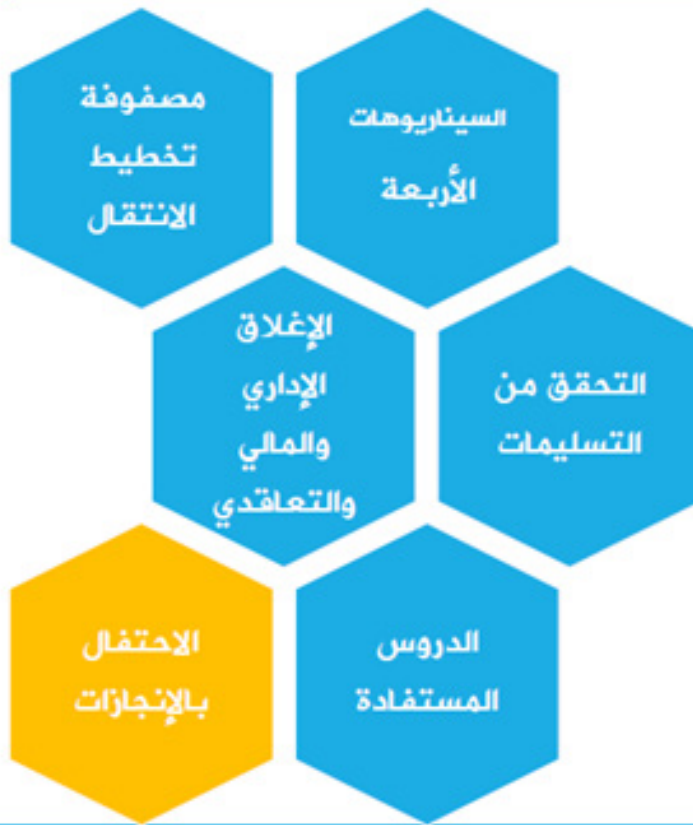 السيناريوهات
الأربعة
مصفوفة
تخطيط
الانتقال
التحقق من
التسليمات
الإغلاق
الإداري
والمالي
والتعاقدي
الدروس
المستفادة
الاحتفال
بالإنجازات